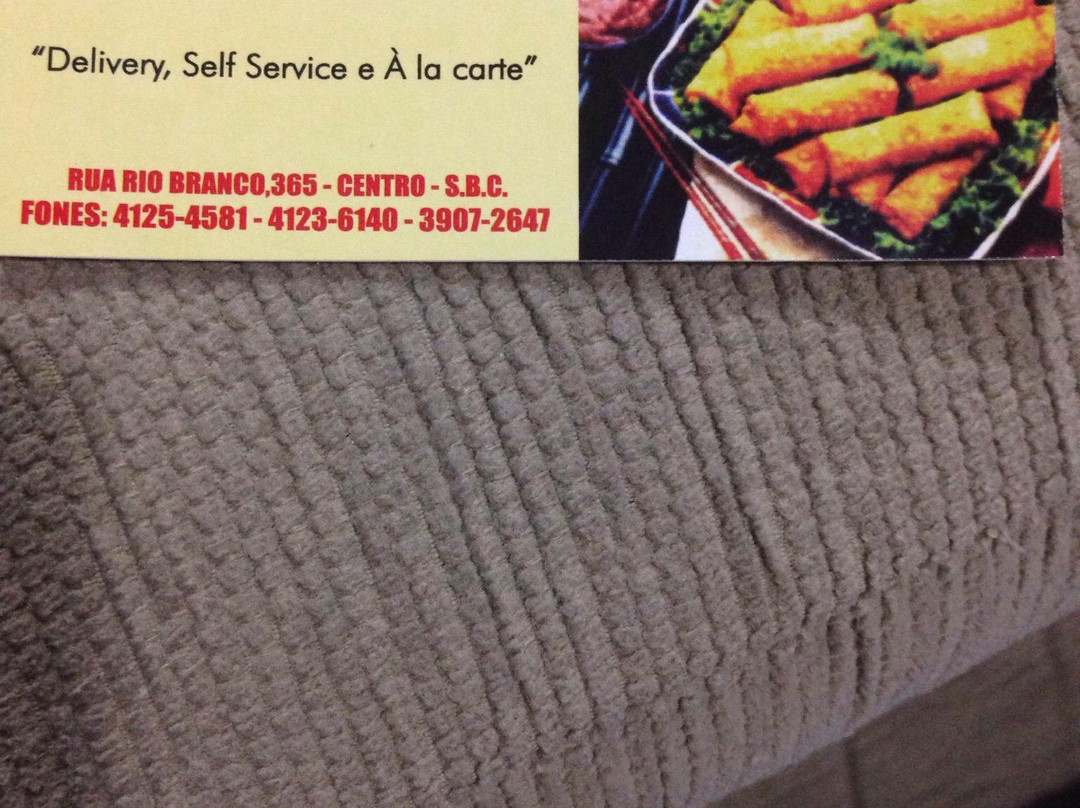 “Delivery, Self Service e À la carte”
RUA RIO BRANCO,365 - CENTRO - S.B.C.
FONES: 4125-4581 - 4123-6140 - 3907-2647